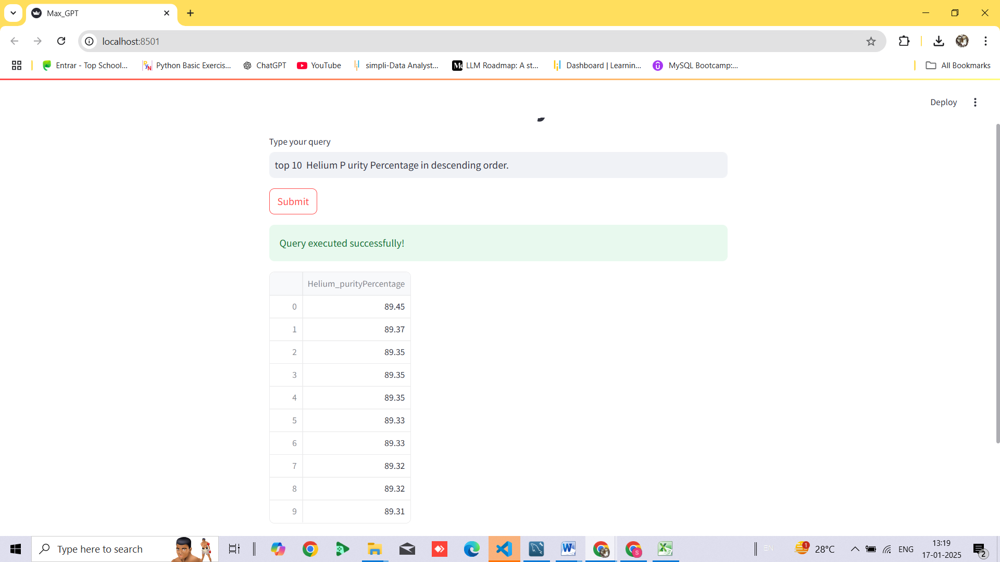 Max_GPT
localhost:8501
Entrar - Top School... Python Basic Exercis... ChatGPT YouTube simpli-Data Analyst... LLM Roadmap: A st... Dashboard | Learnin... MySQL Bootcamp:... All Bookmarks
Deploy
Type your query
top 10  Helium P urity Percentage in descending order.
Submit
Query executed successfully!
Helium_purityPercentage
0 89.45
1 89.37
2 89.35
3 89.35
4 89.35
5 89.33
6 89.33
7 89.32
8 89.32
9 89.31
Type here to search EN 1 28°C ENG 13:19
17-01-2025 2